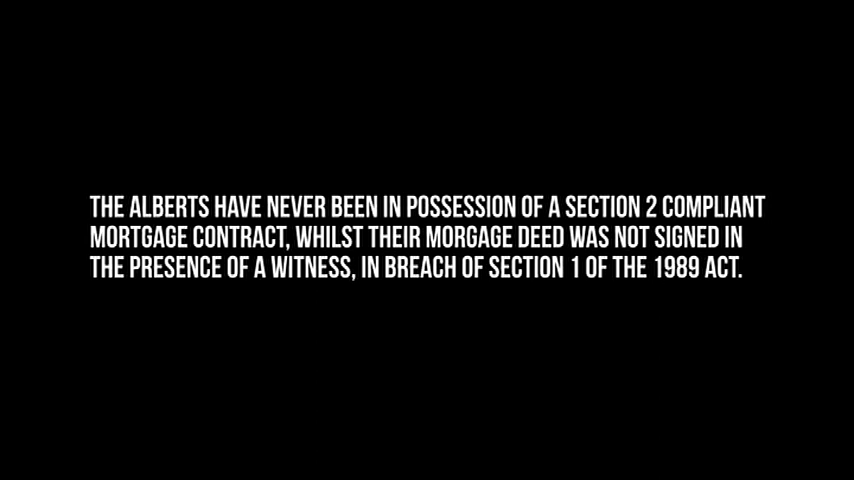 THE ALBERTS HAVE NEVER BEEN IN POSSESSION OF A SECTION 2 COMPLIANT
MORTGAGE CONTRACT, WHILST THEIR MORGAGE DEED WAS NOT SIGNED IN
THE PRESENCE OF A WITNESS, IN BREACH OF SECTION 1 OF THE 1989 ACT.